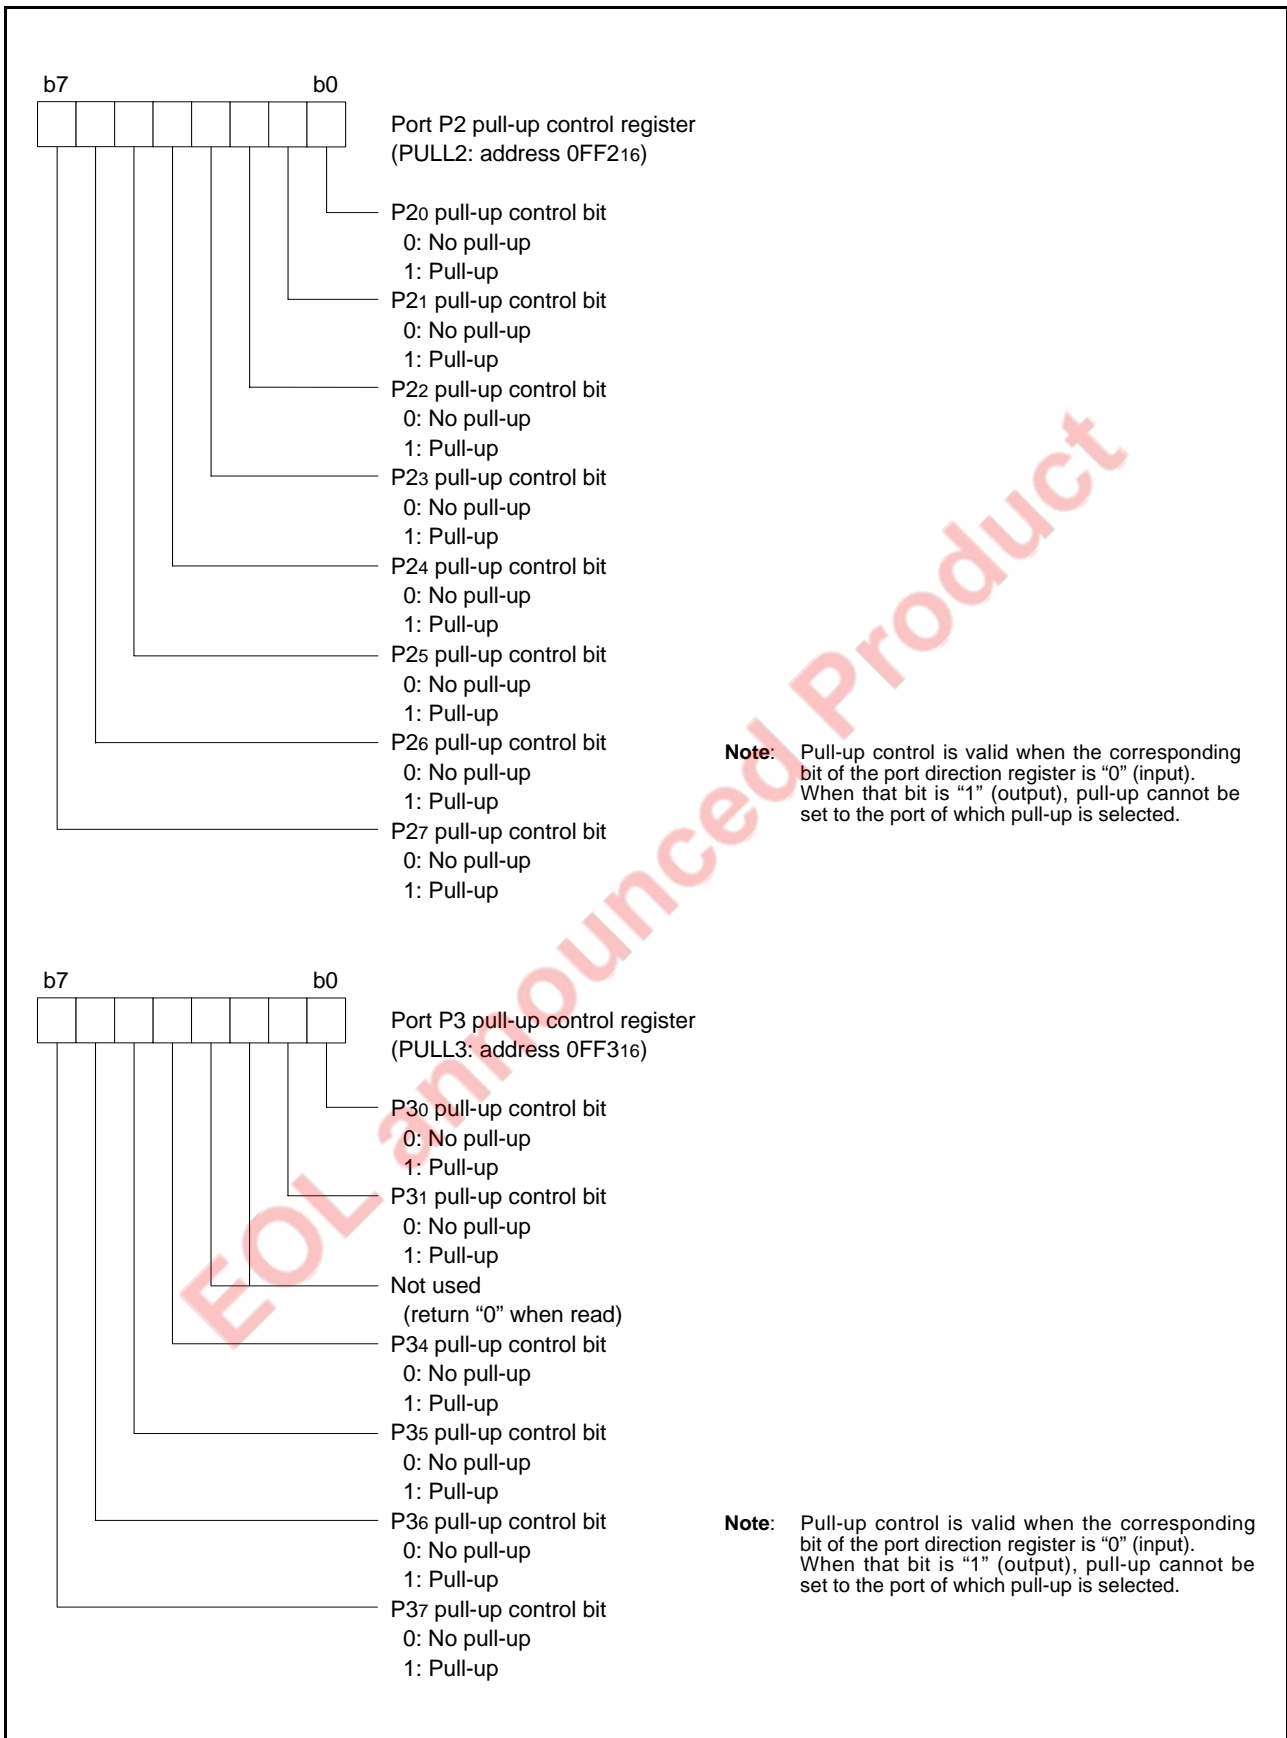 b7 b0
Port P2 pull-up control register
(PULL2: address 0FF216)
P20 pull-up control bit
0: No pull-up
1: Pull-up
P21 pull-up control bit
0: No pull-up
1: Pull-up
P22 pull-up control bit
0: No pull-up
1: Pull-up
P23 pull-up control bit
0: No pull-up
1: Pull-up
P24 pull-up control bit
0: No pull-up
1: Pull-up
P25 pull-up control bit
0: No pull-up
1: Pull-up
P26 pull-up control bit
0: No pull-up
1: Pull-up
P27 pull-up control bit
0: No pull-up
1: Pull-up
Note: Pull-up control is valid when the corresponding
bit of the port direction register is “0” (input).
When that bit is “1” (output), pull-up cannot be
set to the port of which pull-up is selected.
b7 b0
Port P3 pull-up control register
(PULL3: address 0FF316)
P30 pull-up control bit
0: No pull-up
1: Pull-up
P31 pull-up control bit
0: No pull-up
1: Pull-up
Not used
(return “0” when read)
P34 pull-up control bit
0: No pull-up
1: Pull-up
P35 pull-up control bit
0: No pull-up
1: Pull-up
P36 pull-up control bit
0: No pull-up
1: Pull-up
P37 pull-up control bit
0: No pull-up
1: Pull-up
Note: Pull-up control is valid when the corresponding
bit of the port direction register is “0” (input).
When that bit is “1” (output), pull-up cannot be
set to the port of which pull-up is selected.
EOL announced Product